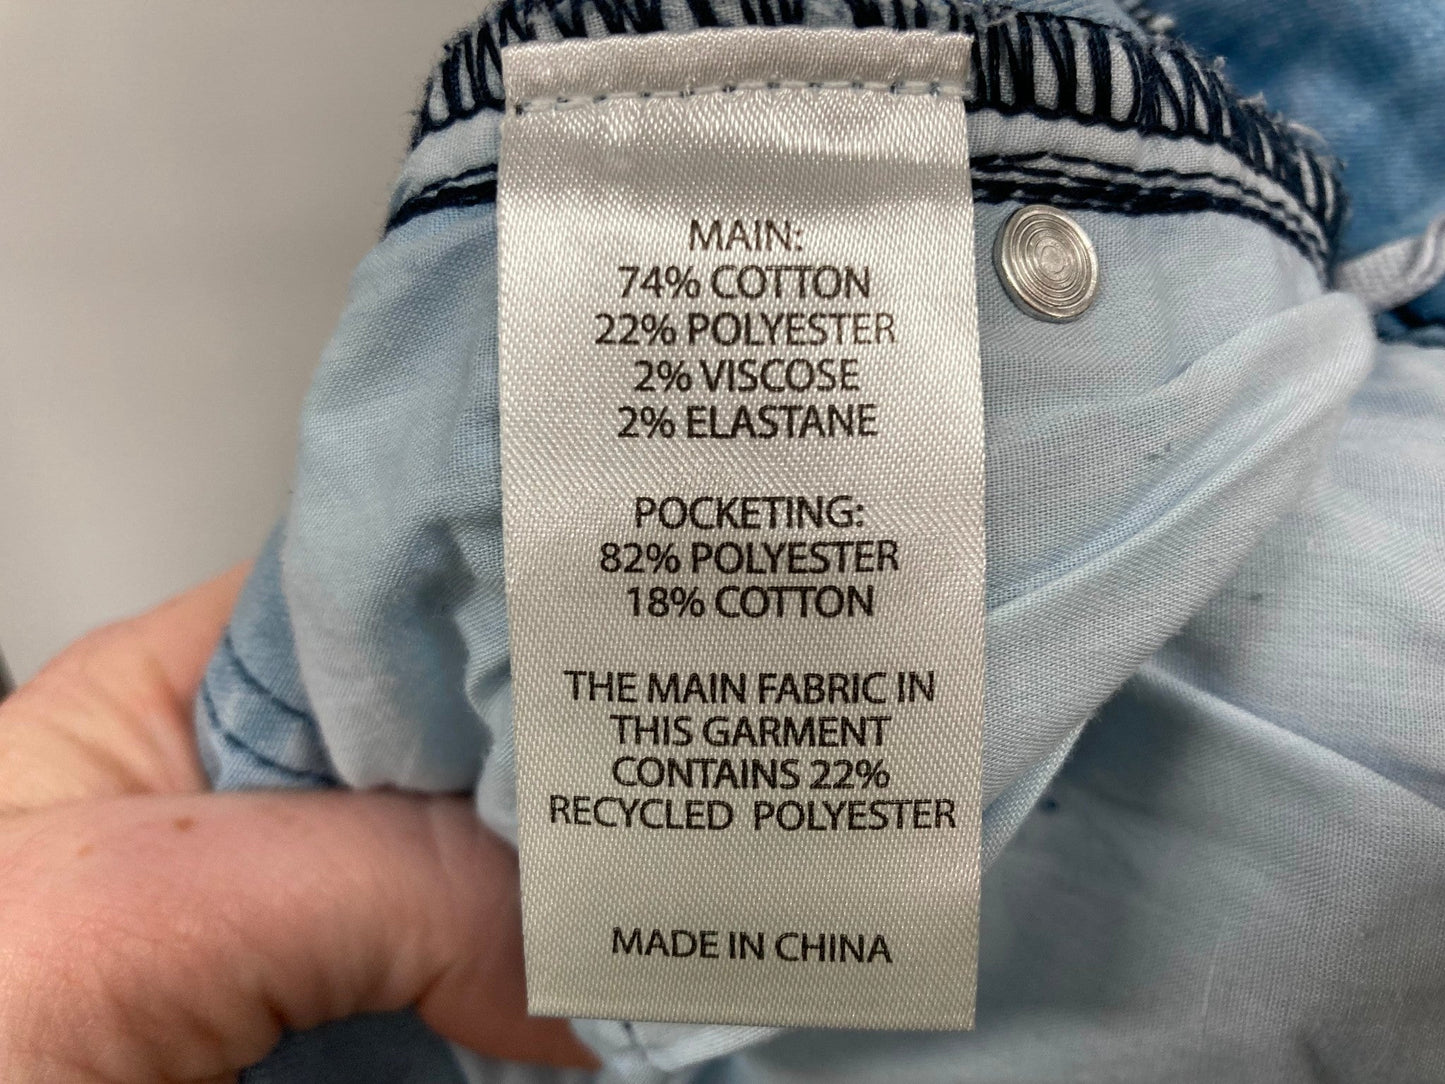 MAIN:
74% COTTON
22% POLYESTER
2% VISCOSE
2% ELASTANE
POCKETING:
82% POLYESTER
18% COTTON
THE MAIN FABRIC IN
THIS GARMENT
CONTAINS 22%
RECYCLED POLYESTER
MADE IN CHINA